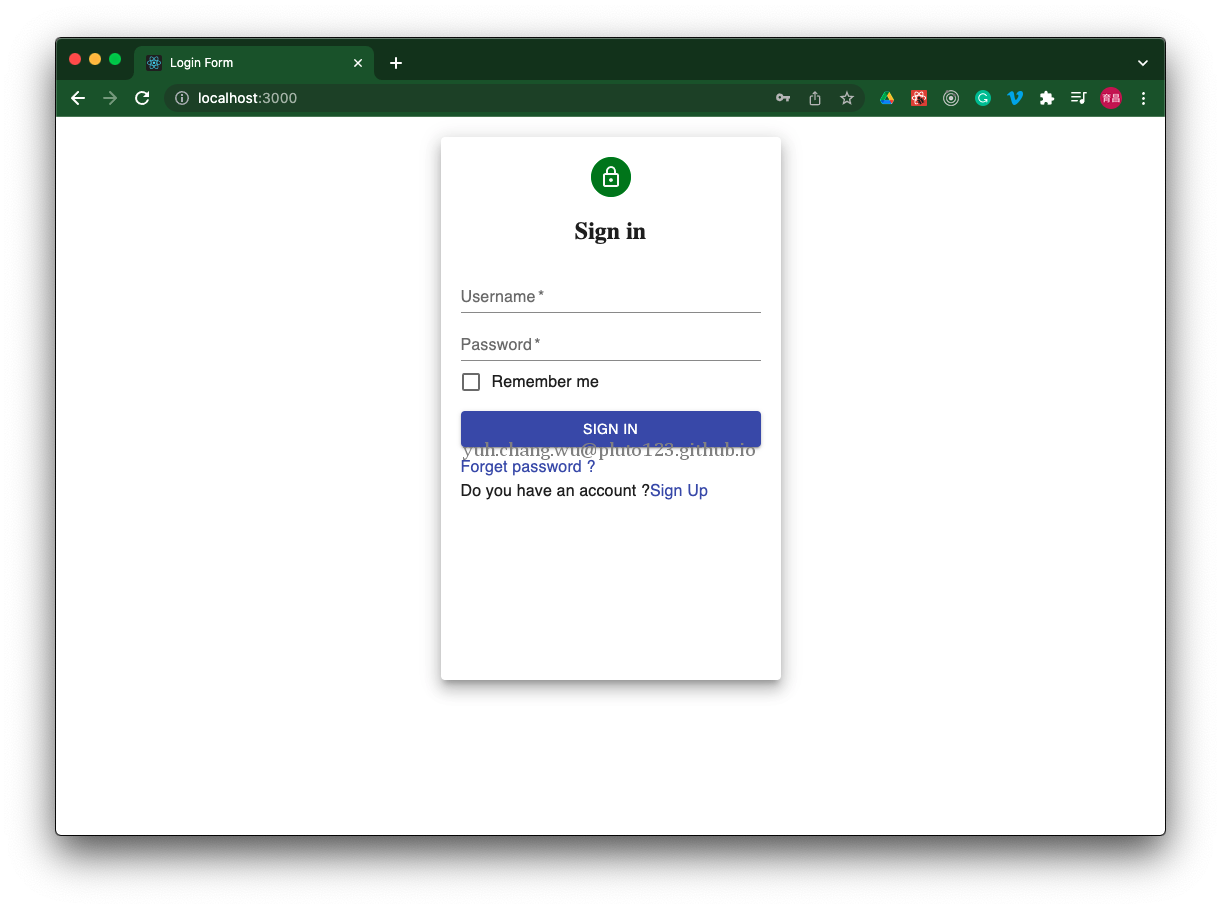 Login Form
localhost:3000
育昌
Sign in
Username *
Password *
Remember me
SIGN IN
yuh.chang.wu@pluto123.github.io
Forget password ?
Do you have an account ?Sign Up